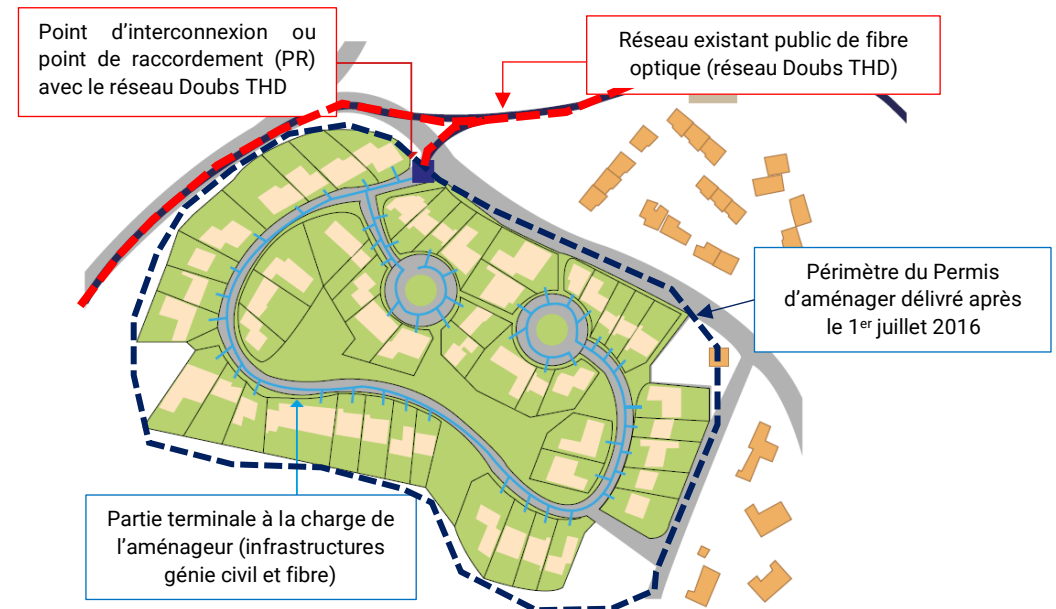 Point d’interconnexion ou
point de raccordement (PR)
avec le réseau Doubs THD
Réseau existant public de fibre
optique (réseau Doubs THD)
Périmètre du Permis
d’aménager délivré après
le 1er juillet 2016
Partie terminale à la charge de
l’aménageur (infrastructures
génie civil et fibre)